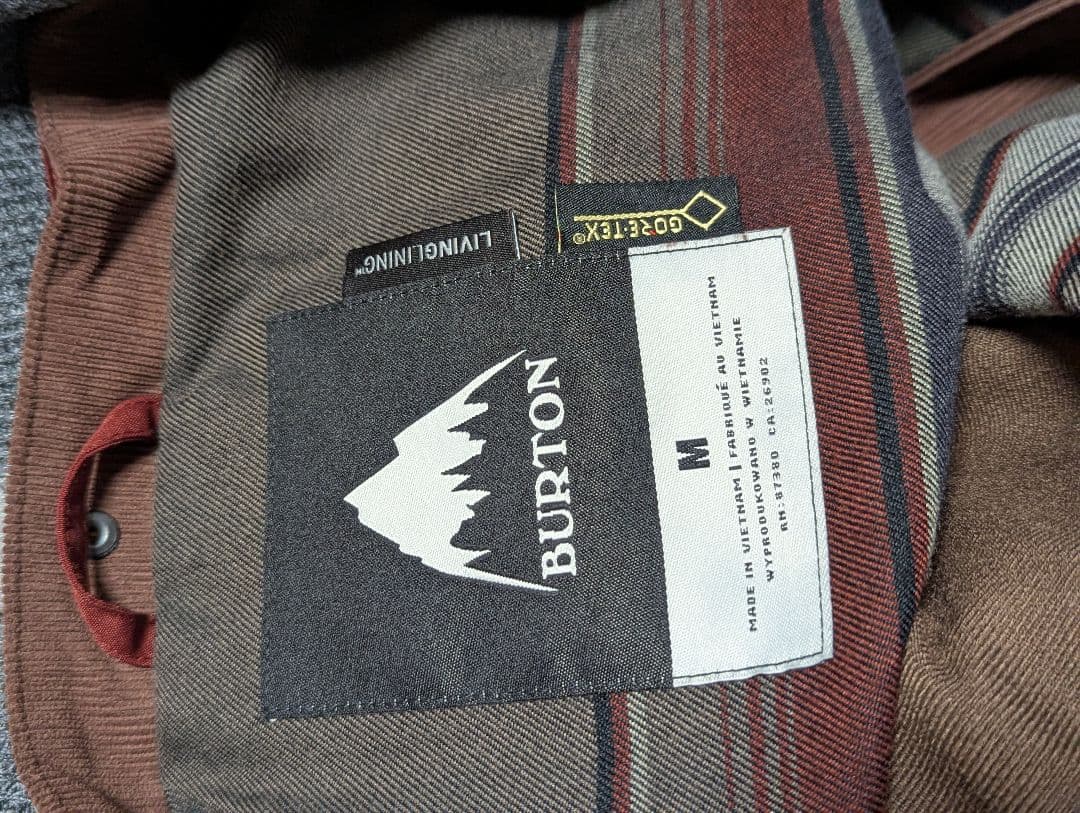 GORE-TEX®
LIVINGLINING™
BURTON
M
MADE IN VIETNAM | FABRIQUÉ AU VIETNAM
WYPRODUKOWANO W WIETNAMIE
RN:87380 CA:26902